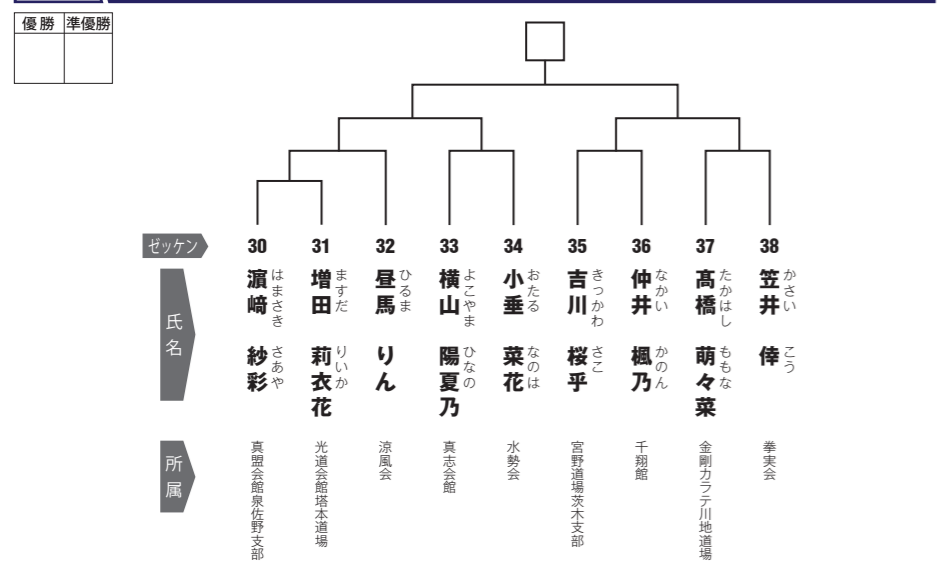 優勝 準優勝
ゼッケン 30 31 32 33 34 35 36 37 38
氏名
濵﨑 紗彩
はまさき さあや
増田 莉衣花
ますだ りいか
昼馬 りん
ひるま
横山 陽夏乃
よこやま ひなの
小垂 菜花
おたる なのは
吉川 桜乎
きっかわ さこ
仲井 楓乃
なかい かのん
髙橋 萌々菜
たかはし ももな
笠井 倖
かさい こう
所属
真盟会館泉佐野支部
光道会館塔本道場
涼風会
真志会館
水勢会
宮野道場茨木支部
千翔館
金剛カラテ川地道場
拳実会